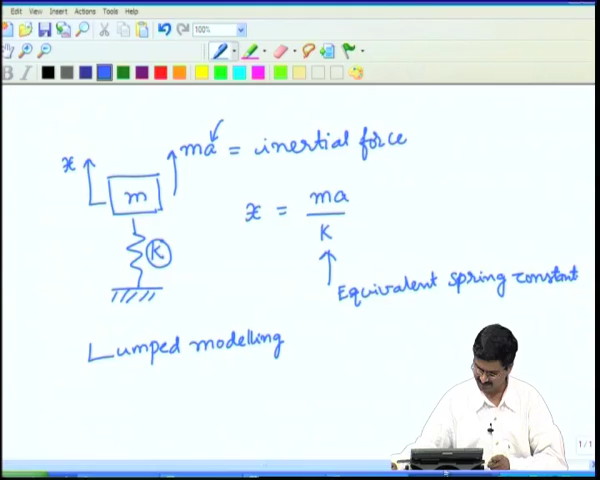 Edit View Insert Actions Tools Help
100%
B I
x
ma = inertial force
m
x = ma
K
K
Equivalent spring constant
Lumped modelling
1/1